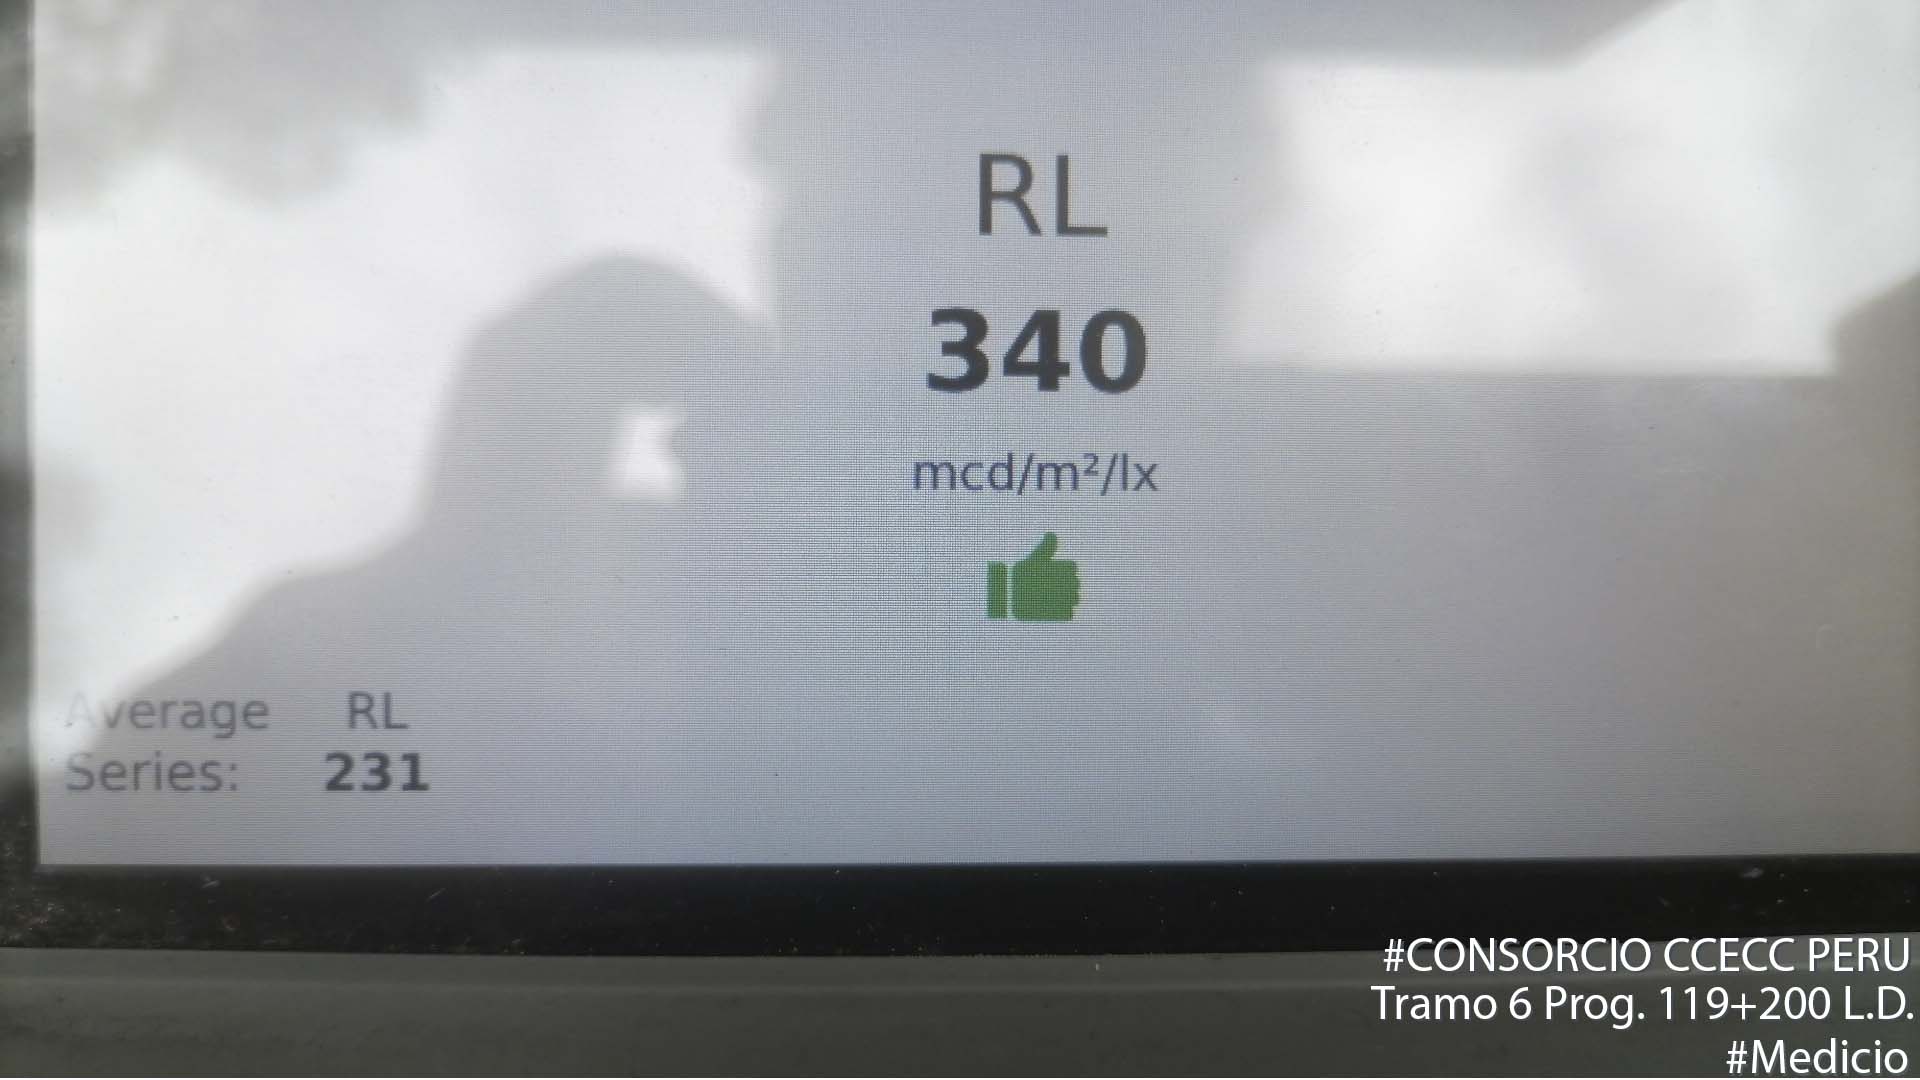 RL
340
mcd/m²/lx
Average RL
Series: 231
#CONSORCIO CCECC PERU
Tramo 6 Prog. 119+200 L.D.
#Medicio